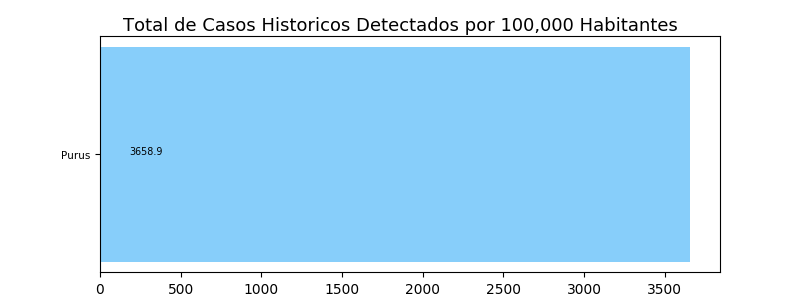 Total de Casos Historicos Detectados por 100,000 Habitantes
Purus
3658.9
0 500 1000 1500 2000 2500 3000 3500